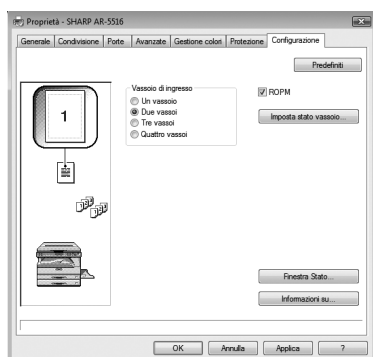 Proprietà - SHARP AR-5516
Generale Condivisione Porte Avanzate Gestione colori Protezione Configurazione
Predefiniti
Vassoio di ingresso
Un vassoio
Due vassoi
Tre vassoi
Quattro vassoi
ROPM
Imposta stato vassoio...
1
Finestra Stato...
Informazioni su...
OK Annulla Applica ?